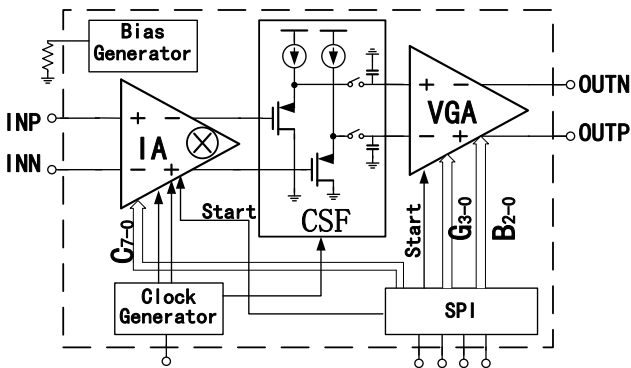 Bias
Generator
INP
INN
+ −
IA
− +
CSF
+ −
VGA
− +
OUTN
OUTP
Start
C7-0
Start
G3-0
B2-0
Clock
Generator
SPI